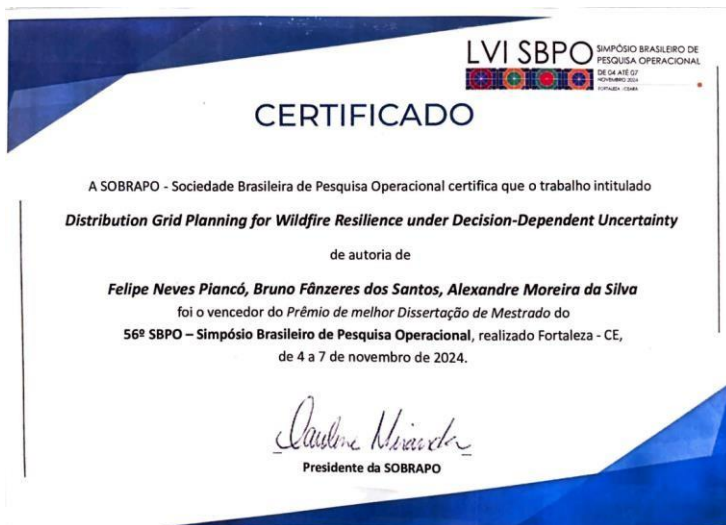 LVI SBPO
SIMPÓSIO BRASILEIRO DE
PESQUISA OPERACIONAL
DE 04 ATÉ 07
NOVEMBRO 2024
FORTALEZA - CEARÁ
CERTIFICADO
A SOBRAPO - Sociedade Brasileira de Pesquisa Operacional certifica que o trabalho intitulado
Distribution Grid Planning for Wildfire Resilience under Decision-Dependent Uncertainty
de autoria de
Felipe Neves Piancó, Bruno Fânzeres dos Santos, Alexandre Moreira da Silva
foi o vencedor do Prêmio de melhor Dissertação de Mestrado do
56º SBPO – Simpósio Brasileiro de Pesquisa Operacional, realizado Fortaleza - CE,
de 4 a 7 de novembro de 2024.
Presidente da SOBRAPO